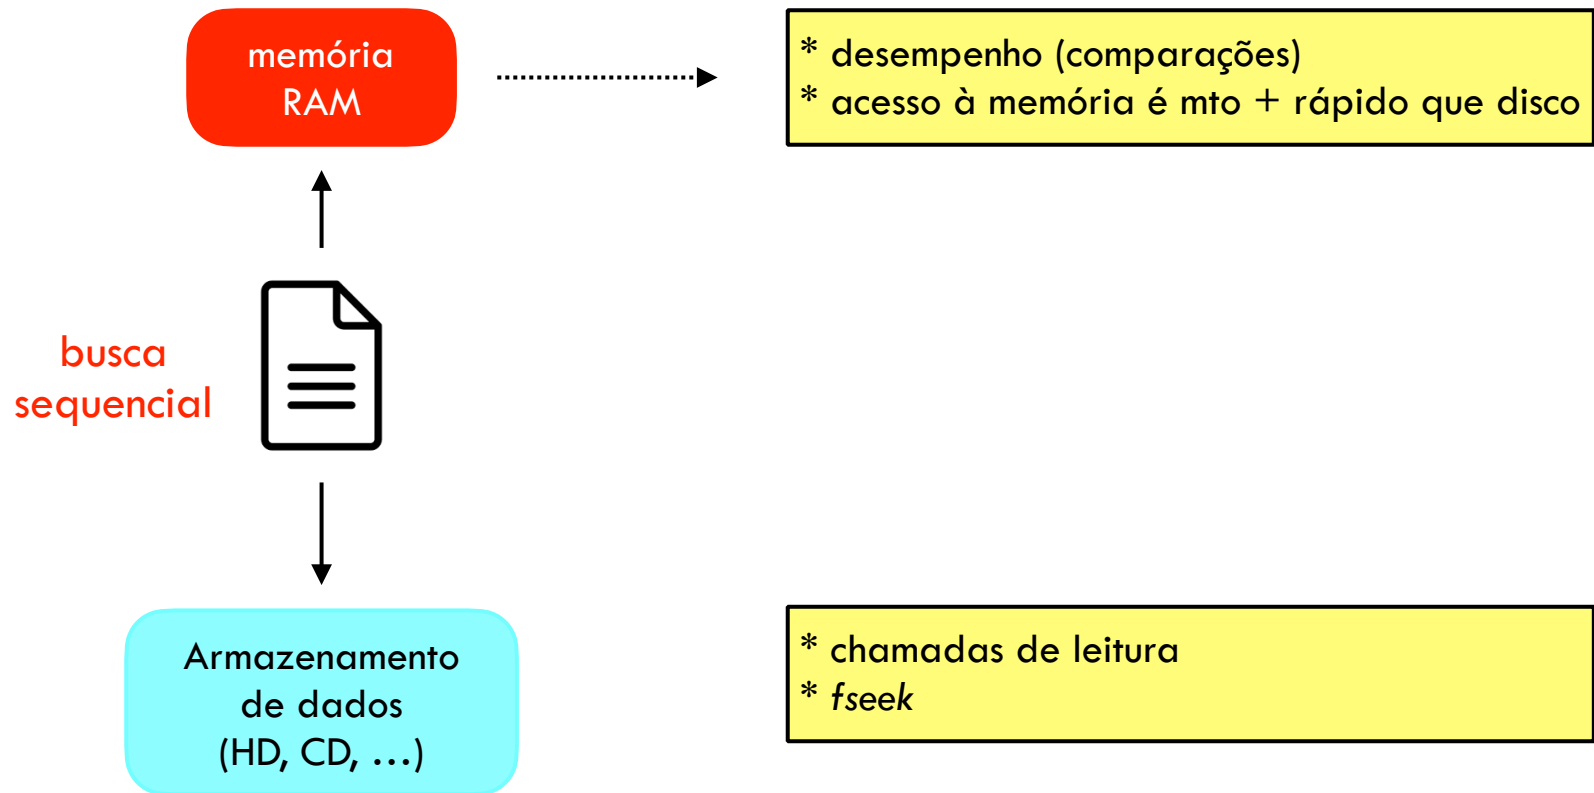 memória
RAM
* desempenho (comparações)
* acesso à memória é mto + rápido que disco
busca
sequencial
Armazenamento
de dados
(HD, CD, ...)
* chamadas de leitura
* fseek